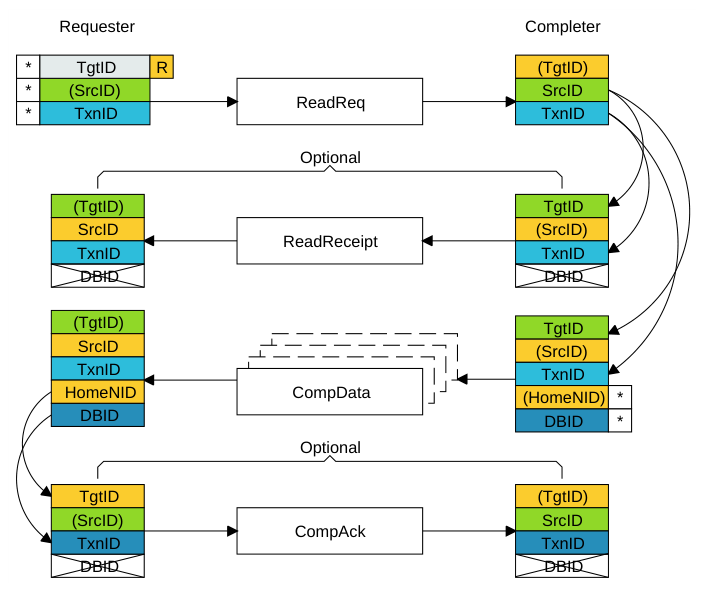 Requester
Completer
* TgtID R
* (SrcID)
* TxnID
ReadReq
(TgtID)
SrcID
TxnID
Optional
(TgtID)
SrcID
TxnID
DBID
ReadReceipt
TgtID
(SrcID)
TxnID
DBID
(TgtID)
SrcID
TxnID
HomeNID
DBID
CompData
TgtID
(SrcID)
TxnID
(HomeNID) *
DBID *
Optional
TgtID
(SrcID)
TxnID
DBID
CompAck
(TgtID)
SrcID
TxnID
DBID